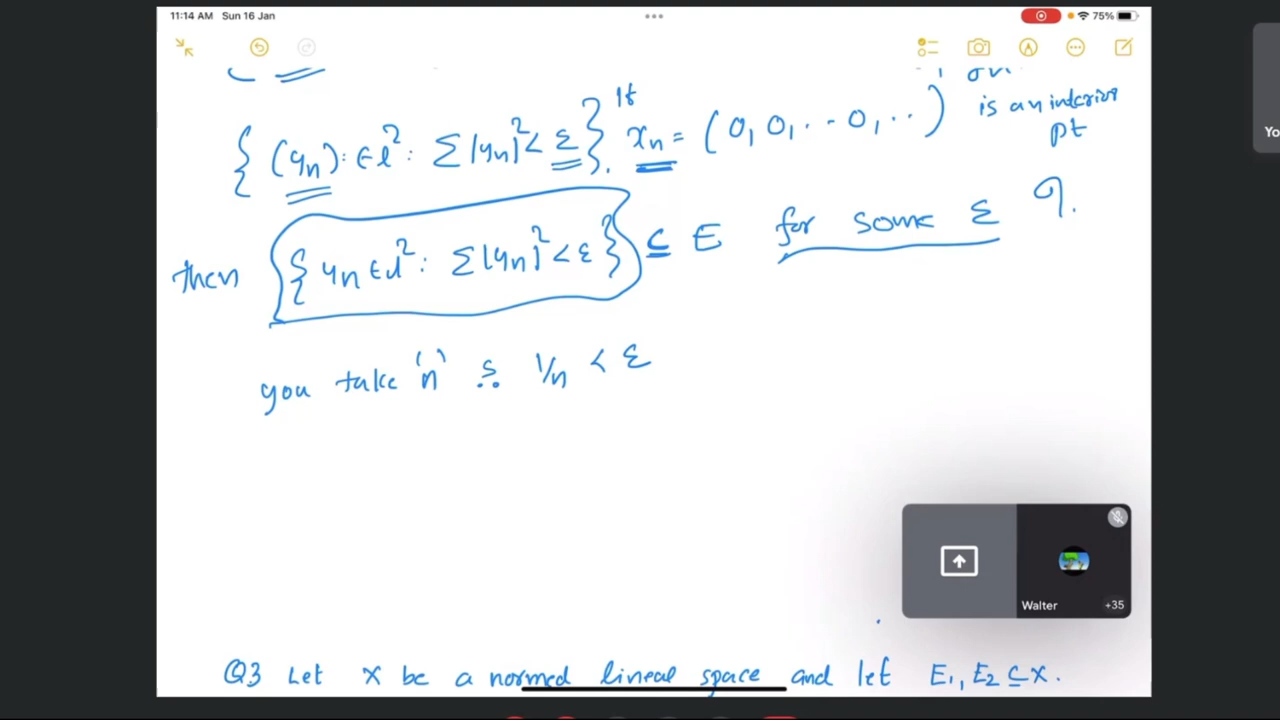 11:14 AM Sun 16 Jan
75%
{(yn): ∈ l²: Σ|yn|² < ε}. If xn = (0, 0, ... 0, ..)
is an interior
pt
then {yn ∈ l²: Σ|yn|² < ε} ⊆ E for some ε
you take 'n' 1/n < ε
Walter
+35
Q3 Let X be a normed linear space and let E₁, E₂ ⊆ X.
Yo